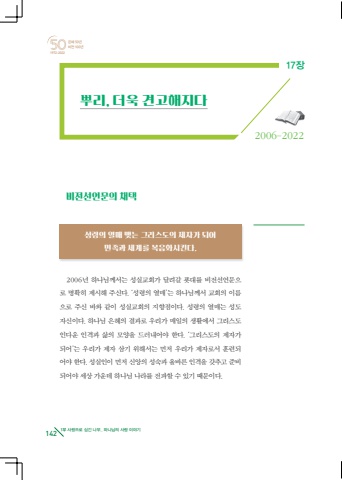 50
17장
뿌리, 더욱 견고해지다
2006-2022
비전선언문의 채택
성령의 열매 맺는 그리스도의 제자가 되어
민족과 세계를 복음화시킨다.
2006년 하나님께서는 성실교회가 달려갈 푯대를 비전선언문으
로 명확히 제시해 주신다. '성령의 열매'는 하나님께서 교회의 이름
으로 주신 바와 같이 성실교회의 지향점이다. 성령의 열매는 성도
자신이다. 하나님 은혜의 결과로 우리가 매일의 생활에서 그리스도
인다운 인격과 삶의 모양을 드러내어야 한다. '그리스도의 제자가
되어'는 우리가 제자 삼기 위해서는 먼저 우리가 제자로서 훈련되
어야 한다. 성실인이 먼저 신앙의 성숙과 올바른 인격을 갖추고 준비
되어야 세상 가운데 하나님 나라를 전파할 수 있기 때문이다.
142
1부 사랑으로 심긴 나무, 하나님의 사람 이야기